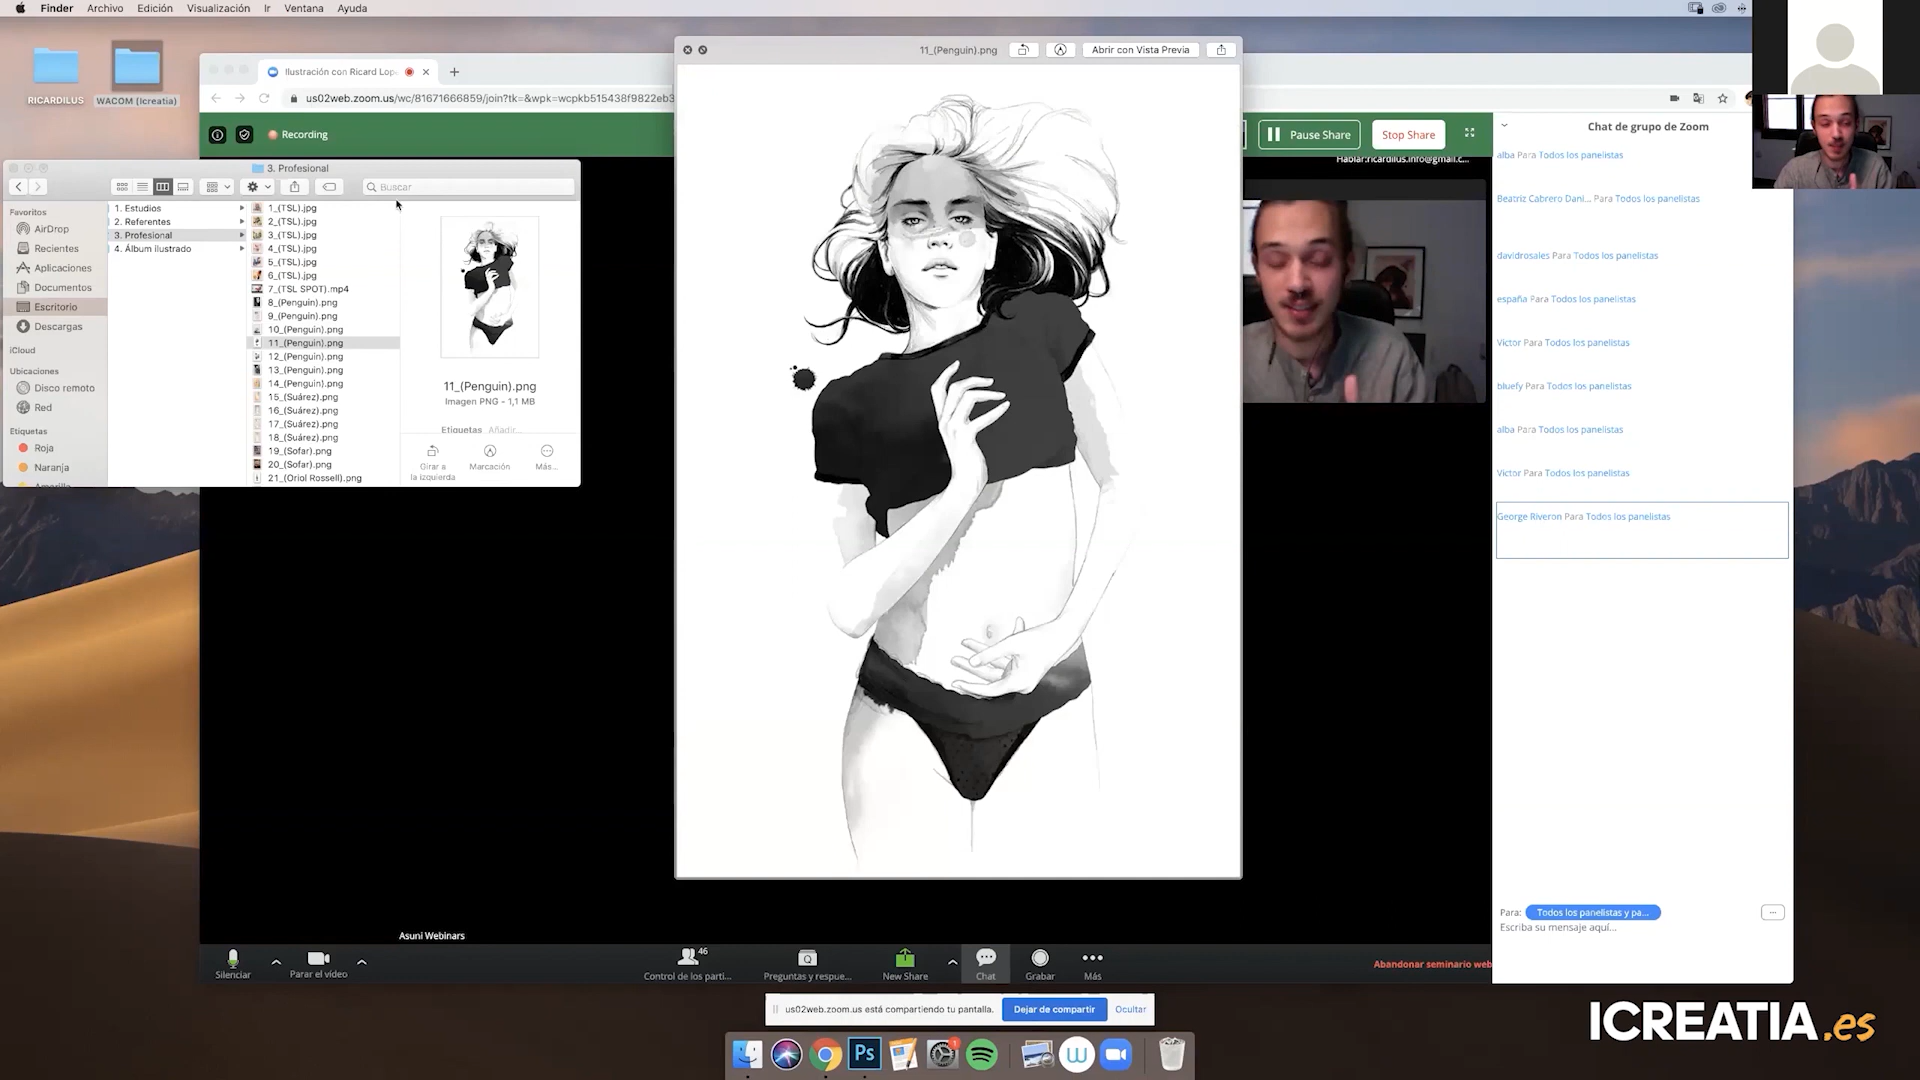 Finder Archivo Edición Visualización Ir Ventana Ayuda
RICARDILUS
WACOM (Icreatia)
Ilustración con Ricard Lop
us02web.zoom.us/wc/81671666859/join?tk=&wpk=wcpkb515438f9822eb3
Recording
11_(Penguin).png
Abrir con Vista Previa
Pause Share
Stop Share
Hablar:ricardilus.info@gmail.c...
3. Profesional
Buscar
Favoritos
AirDrop
Recientes
Aplicaciones
Documentos
Escritorio
Descargas
iCloud
Ubicaciones
Disco remoto
Red
Etiquetas
Roja
Naranja
Amarilla
1. Estudios
2. Referentes
3. Profesional
4. Álbum ilustrado
1_(TSL).jpg
2_(TSL).jpg
3_(TSL).jpg
4_(TSL).jpg
5_(TSL).jpg
6_(TSL).jpg
7_(TSL SPOT).mp4
8_(Penguin).png
9_(Penguin).png
10_(Penguin).png
11_(Penguin).png
12_(Penguin).png
13_(Penguin).png
14_(Penguin).png
15_(Suárez).png
16_(Suárez).png
17_(Suárez).png
18_(Suárez).png
19_(Sofar).png
20_(Sofar).png
21_(Oriol Rossell).png
11_(Penguin).png
Imagen PNG - 1,1 MB
Etiquetas Añadir...
Girar a
la izquierda
Marcación
Más...
Chat de grupo de Zoom
alba Para Todos los panelistas
Beatriz Cabrero Dani... Para Todos los panelistas
davidrosales Para Todos los panelistas
españa Para Todos los panelistas
Victor Para Todos los panelistas
bluefy Para Todos los panelistas
alba Para Todos los panelistas
Victor Para Todos los panelistas
George Riveron Para Todos los panelistas
Para: Todos los panelistas y pa...
Escriba su mensaje aquí...
Asuni Webinars
Silenciar
Parar el vídeo
46
Control de los parti...
Preguntas y respue...
New Share
Chat
Grabar
Más
Abandonar seminario web
us02web.zoom.us está compartiendo tu pantalla.
Dejar de compartir
Ocultar
Ps
1
ICREATIA.es